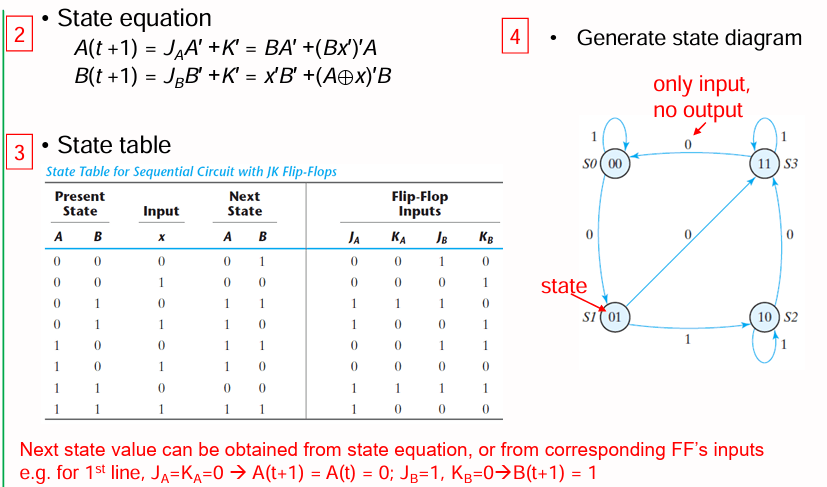 2
• State equation
A(t +1) = J_A A′ +K′ = BA′ +(Bx′)′A
B(t +1) = J_B B′ +K′ = x′B′ +(A⊕x)′B
3
• State table
State Table for Sequential Circuit with JK Flip-Flops
Present State Input Next State Flip-Flop Inputs
A B x A B J_A K_A J_B K_B
0 0 0 0 1 0 0 1 0
0 0 1 0 0 0 0 0 1
0 1 0 1 1 1 1 1 0
0 1 1 1 0 1 0 0 1
1 0 0 1 1 0 0 1 1
1 0 1 1 0 0 0 0 0
1 1 0 0 0 1 1 1 1
1 1 1 1 1 1 0 0 0
4
• Generate state diagram
only input,
no output
1 0 1
S0 00 11 S3
0 0 0
state
S1 01 10 S2
1 1
Next state value can be obtained from state equation, or from corresponding FF's inputs
e.g. for 1st line, J_A=K_A=0 → A(t+1) = A(t) = 0; J_B=1, K_B=0→B(t+1) = 1